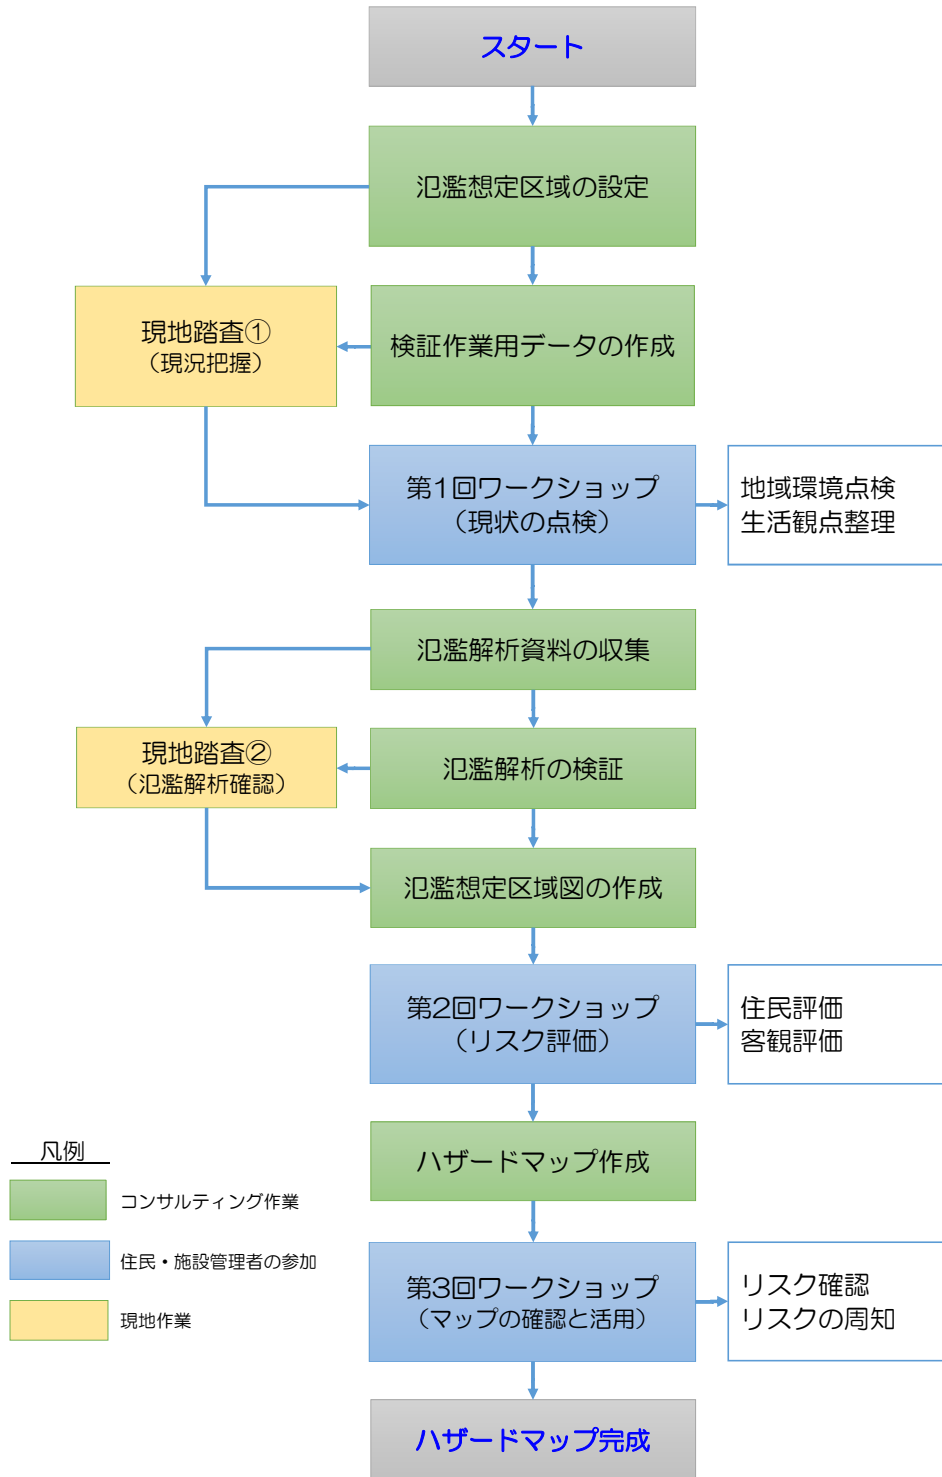 スタート
氾濫想定区域の設定
現地踏査①
（現況把握）
検証作業用データの作成
第1回ワークショップ
（現状の点検）
地域環境点検
生活観点整理
氾濫解析資料の収集
現地踏査②
（氾濫解析確認）
氾濫解析の検証
氾濫想定区域図の作成
第2回ワークショップ
（リスク評価）
住民評価
客観評価
ハザードマップ作成
第3回ワークショップ
（マップの確認と活用）
リスク確認
リスクの周知
ハザードマップ完成
凡例
コンサルティング作業
住民・施設管理者の参加
現地作業